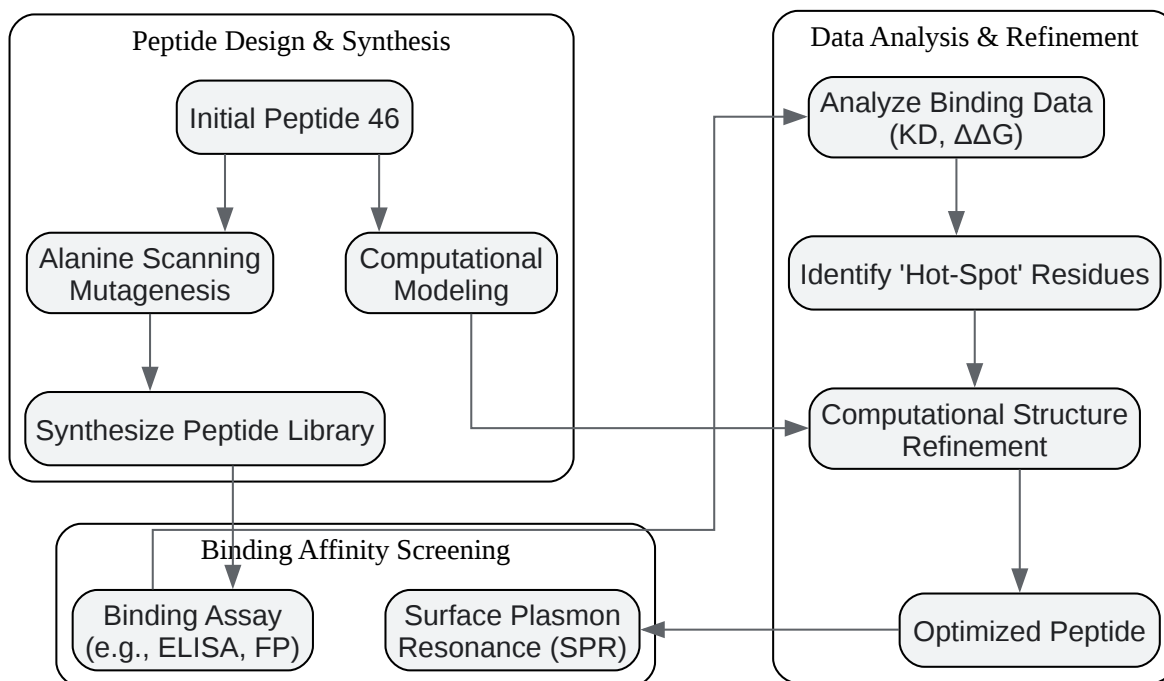 Peptide Design & Synthesis
Initial Peptide 46
Alanine Scanning
Mutagenesis
Computational
Modeling
Synthesize Peptide Library
Binding Affinity Screening
Binding Assay
(e.g., ELISA, FP)
Surface Plasmon
Resonance (SPR)
Data Analysis & Refinement
Analyze Binding Data
(KD, ΔΔG)
Identify 'Hot-Spot' Residues
Computational Structure
Refinement
Optimized Peptide